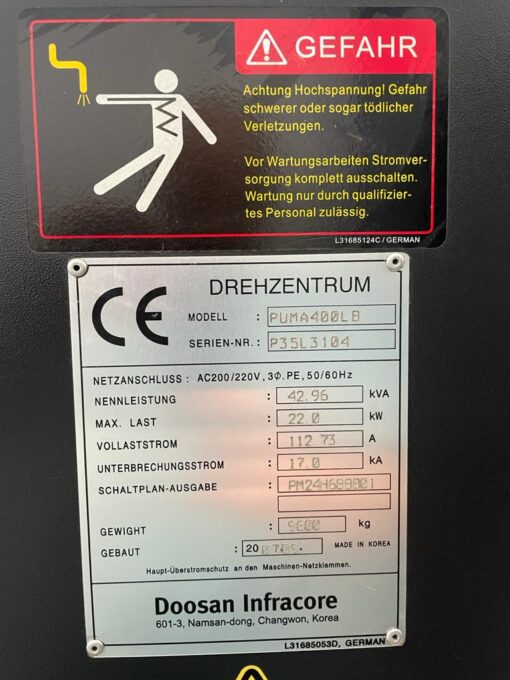 GEFAHR
Achtung Hochspannung! Gefahr
schwerer oder sogar tödlicher
Verletzungen.
Vor Wartungsarbeiten Stromver-
sorgung komplett ausschalten.
Wartung nur durch qualifizier-
tes Personal zulässig.
L31685124C / GERMAN
CE
DREHZENTRUM
MODELL : PUMA400LB
SERIEN-NR. : P35L3104
NETZANSCHLUSS : AC200/220V, 3Φ.PE, 50/60Hz
NENNLEISTUNG : 42.96 kVA
MAX. LAST : 22.0 kW
VOLLASTSTROM : 112.73 A
UNTERBRECHUNGSSTROM : 17.0 kA
SCHALTPLAN-AUSGABE :
GEWIGHT : kg
GEBAUT : MADE IN KOREA
Haupt-Überstromschutz an den Maschinen-Netzklemmen.
Doosan Infracore
601-3, Namsan-dong, Changwon, Korea
L31685053D, GERMAN